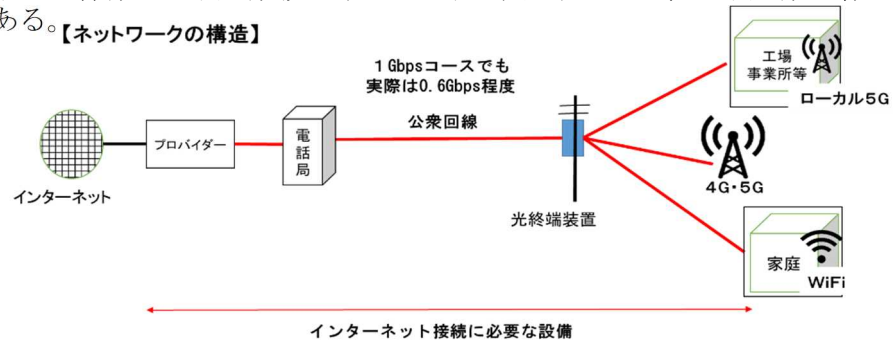 ある。
【ネットワークの構造】
1Gbpsコースでも
実際は0.6Gbps程度
公衆回線
工場
事業所等
ローカル5G
インターネット
プロバイダー
電話局
光終端装置
4G・5G
家庭
WiFi
インターネット接続に必要な設備